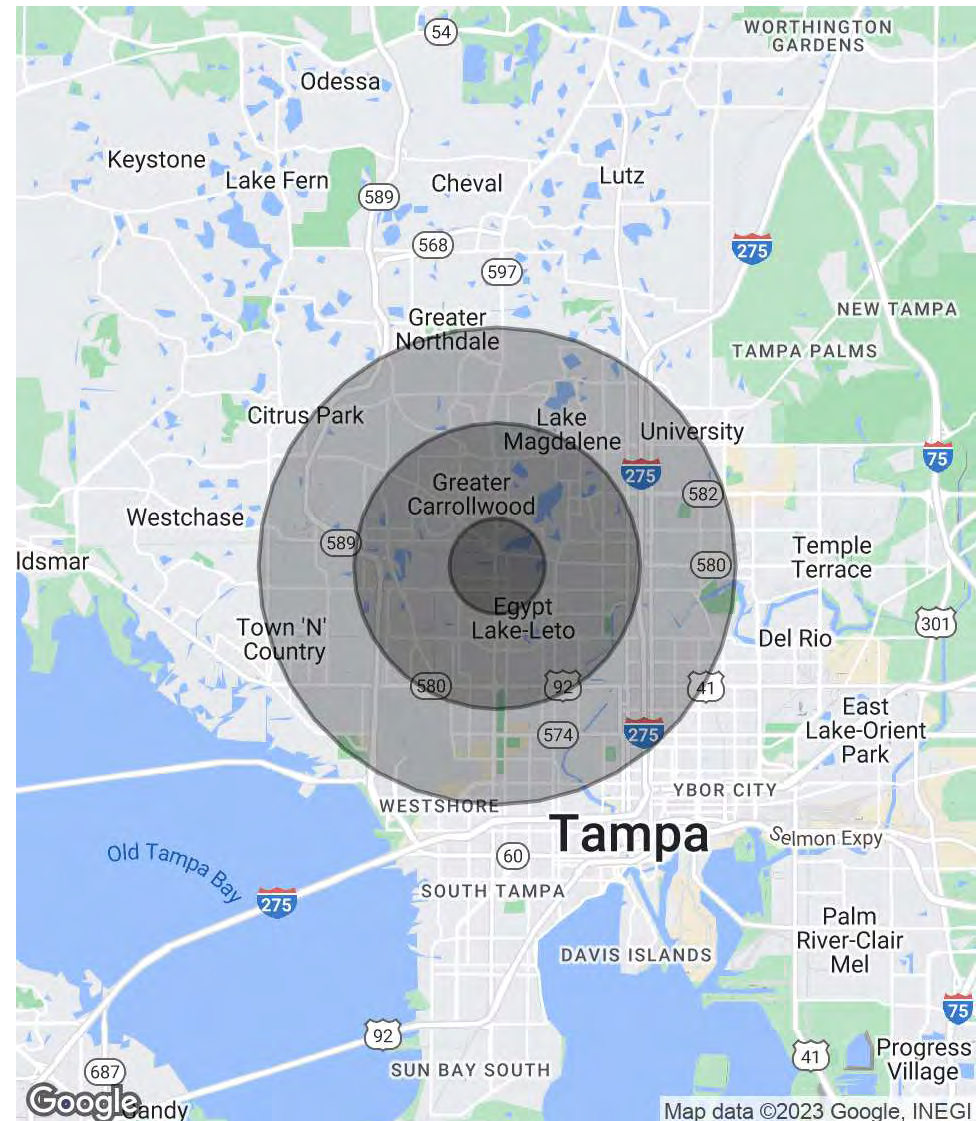 54
WORTHINGTON
GARDENS
Odessa
Keystone
Lake Fern
Cheval
Lutz
589
568
275
597
NEW TAMPA
Greater
Northdale
TAMPA PALMS
Citrus Park
Lake
Magdalene
University
75
275
Greater
Carrollwood
582
Westchase
589
Temple
Terrace
ldsmar
580
Egypt
Lake-Leto
301
Town 'N'
Country
Del Rio
580
92
41
East
Lake-Orient
Park
574
275
YBOR CITY
WESTSHORE
Tampa
Selmon Expy
60
Old Tampa Bay
275
SOUTH TAMPA
Palm
River-Clair
Mel
DAVIS ISLANDS
75
92
41
Progress
Village
687
SUN BAY SOUTH
Google
Gandy
Map data ©2023 Google, INEGI